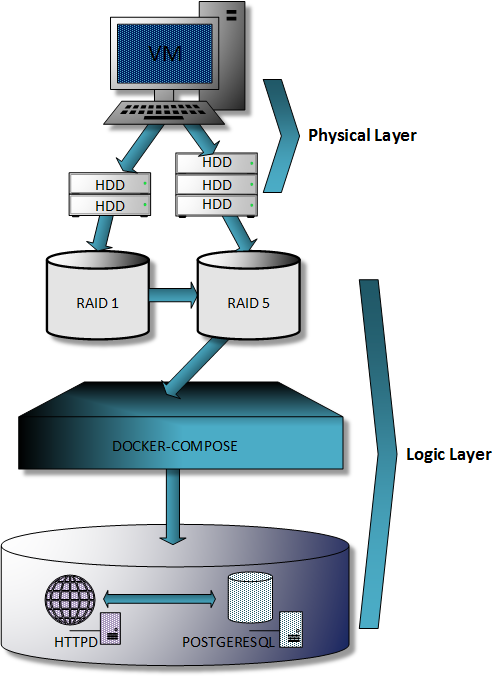 VM
Physical Layer
HDD
HDD
HDD
HDD
HDD
RAID 1
RAID 5
DOCKER-COMPOSE
Logic Layer
HTTPD
POSTGERESQL